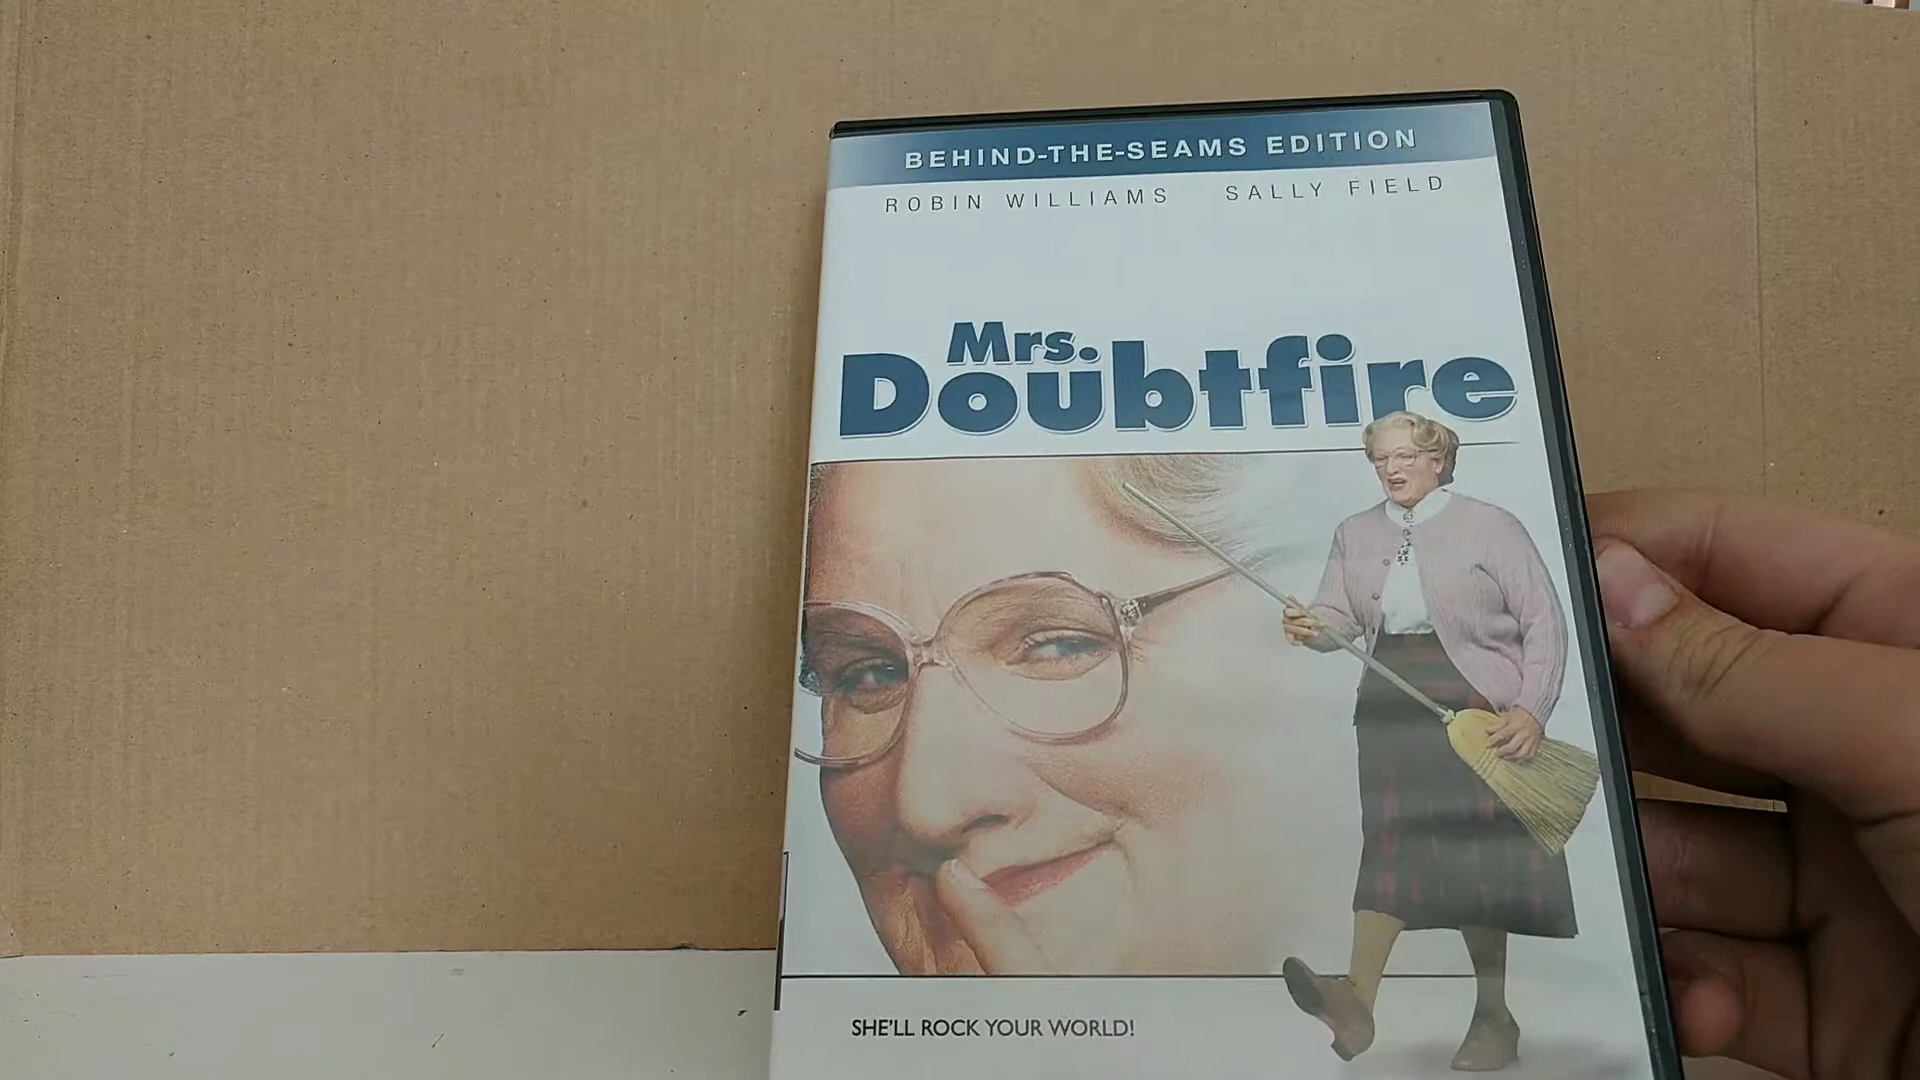 BEHIND-THE-SEAMS EDITION
ROBIN WILLIAMS SALLY FIELD
Mrs.
Doubtfire
SHE'LL ROCK YOUR WORLD!